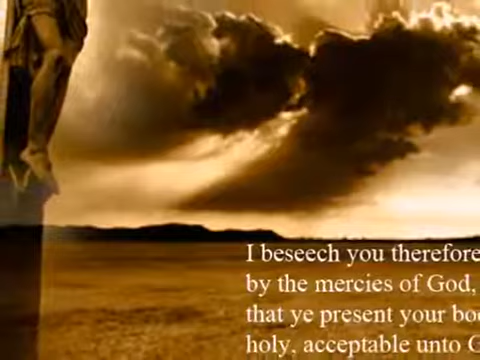 I beseech you therefore
by the mercies of God,
that ye present your
holy, acceptable unto